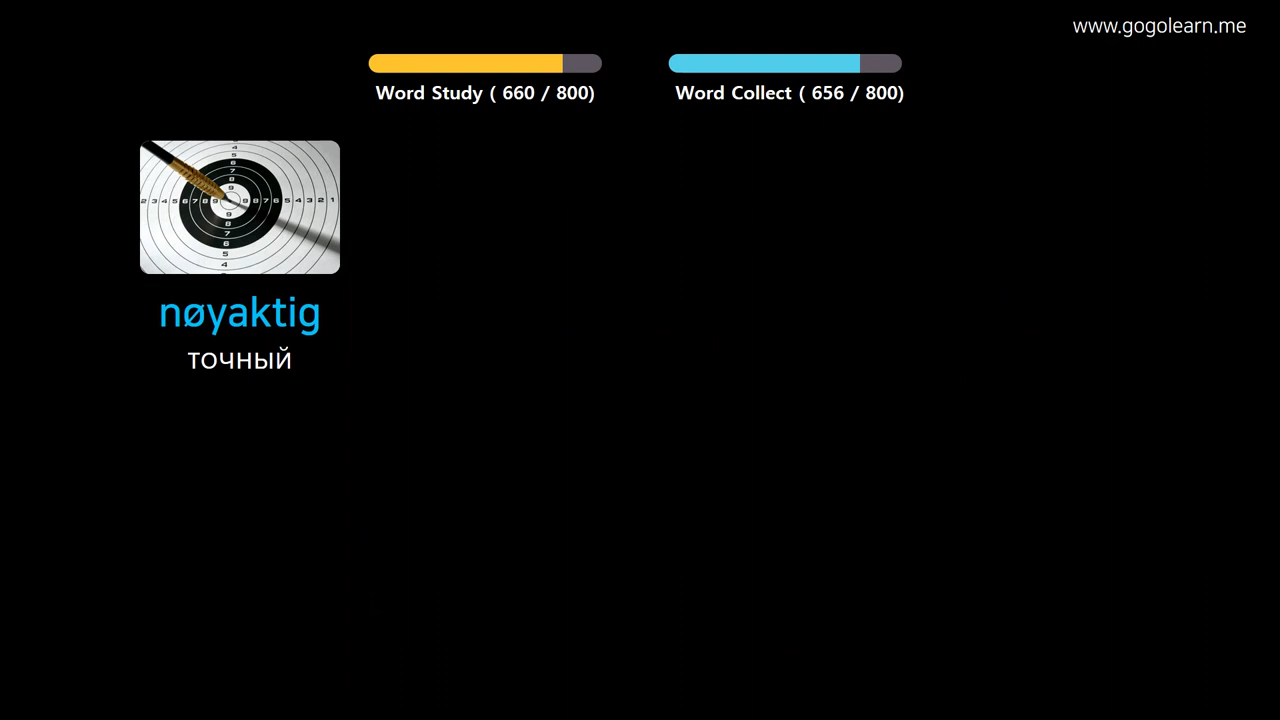 www.gogolearn.me
Word Study ( 660 / 800)
Word Collect ( 656 / 800)
nøyaktig
точный